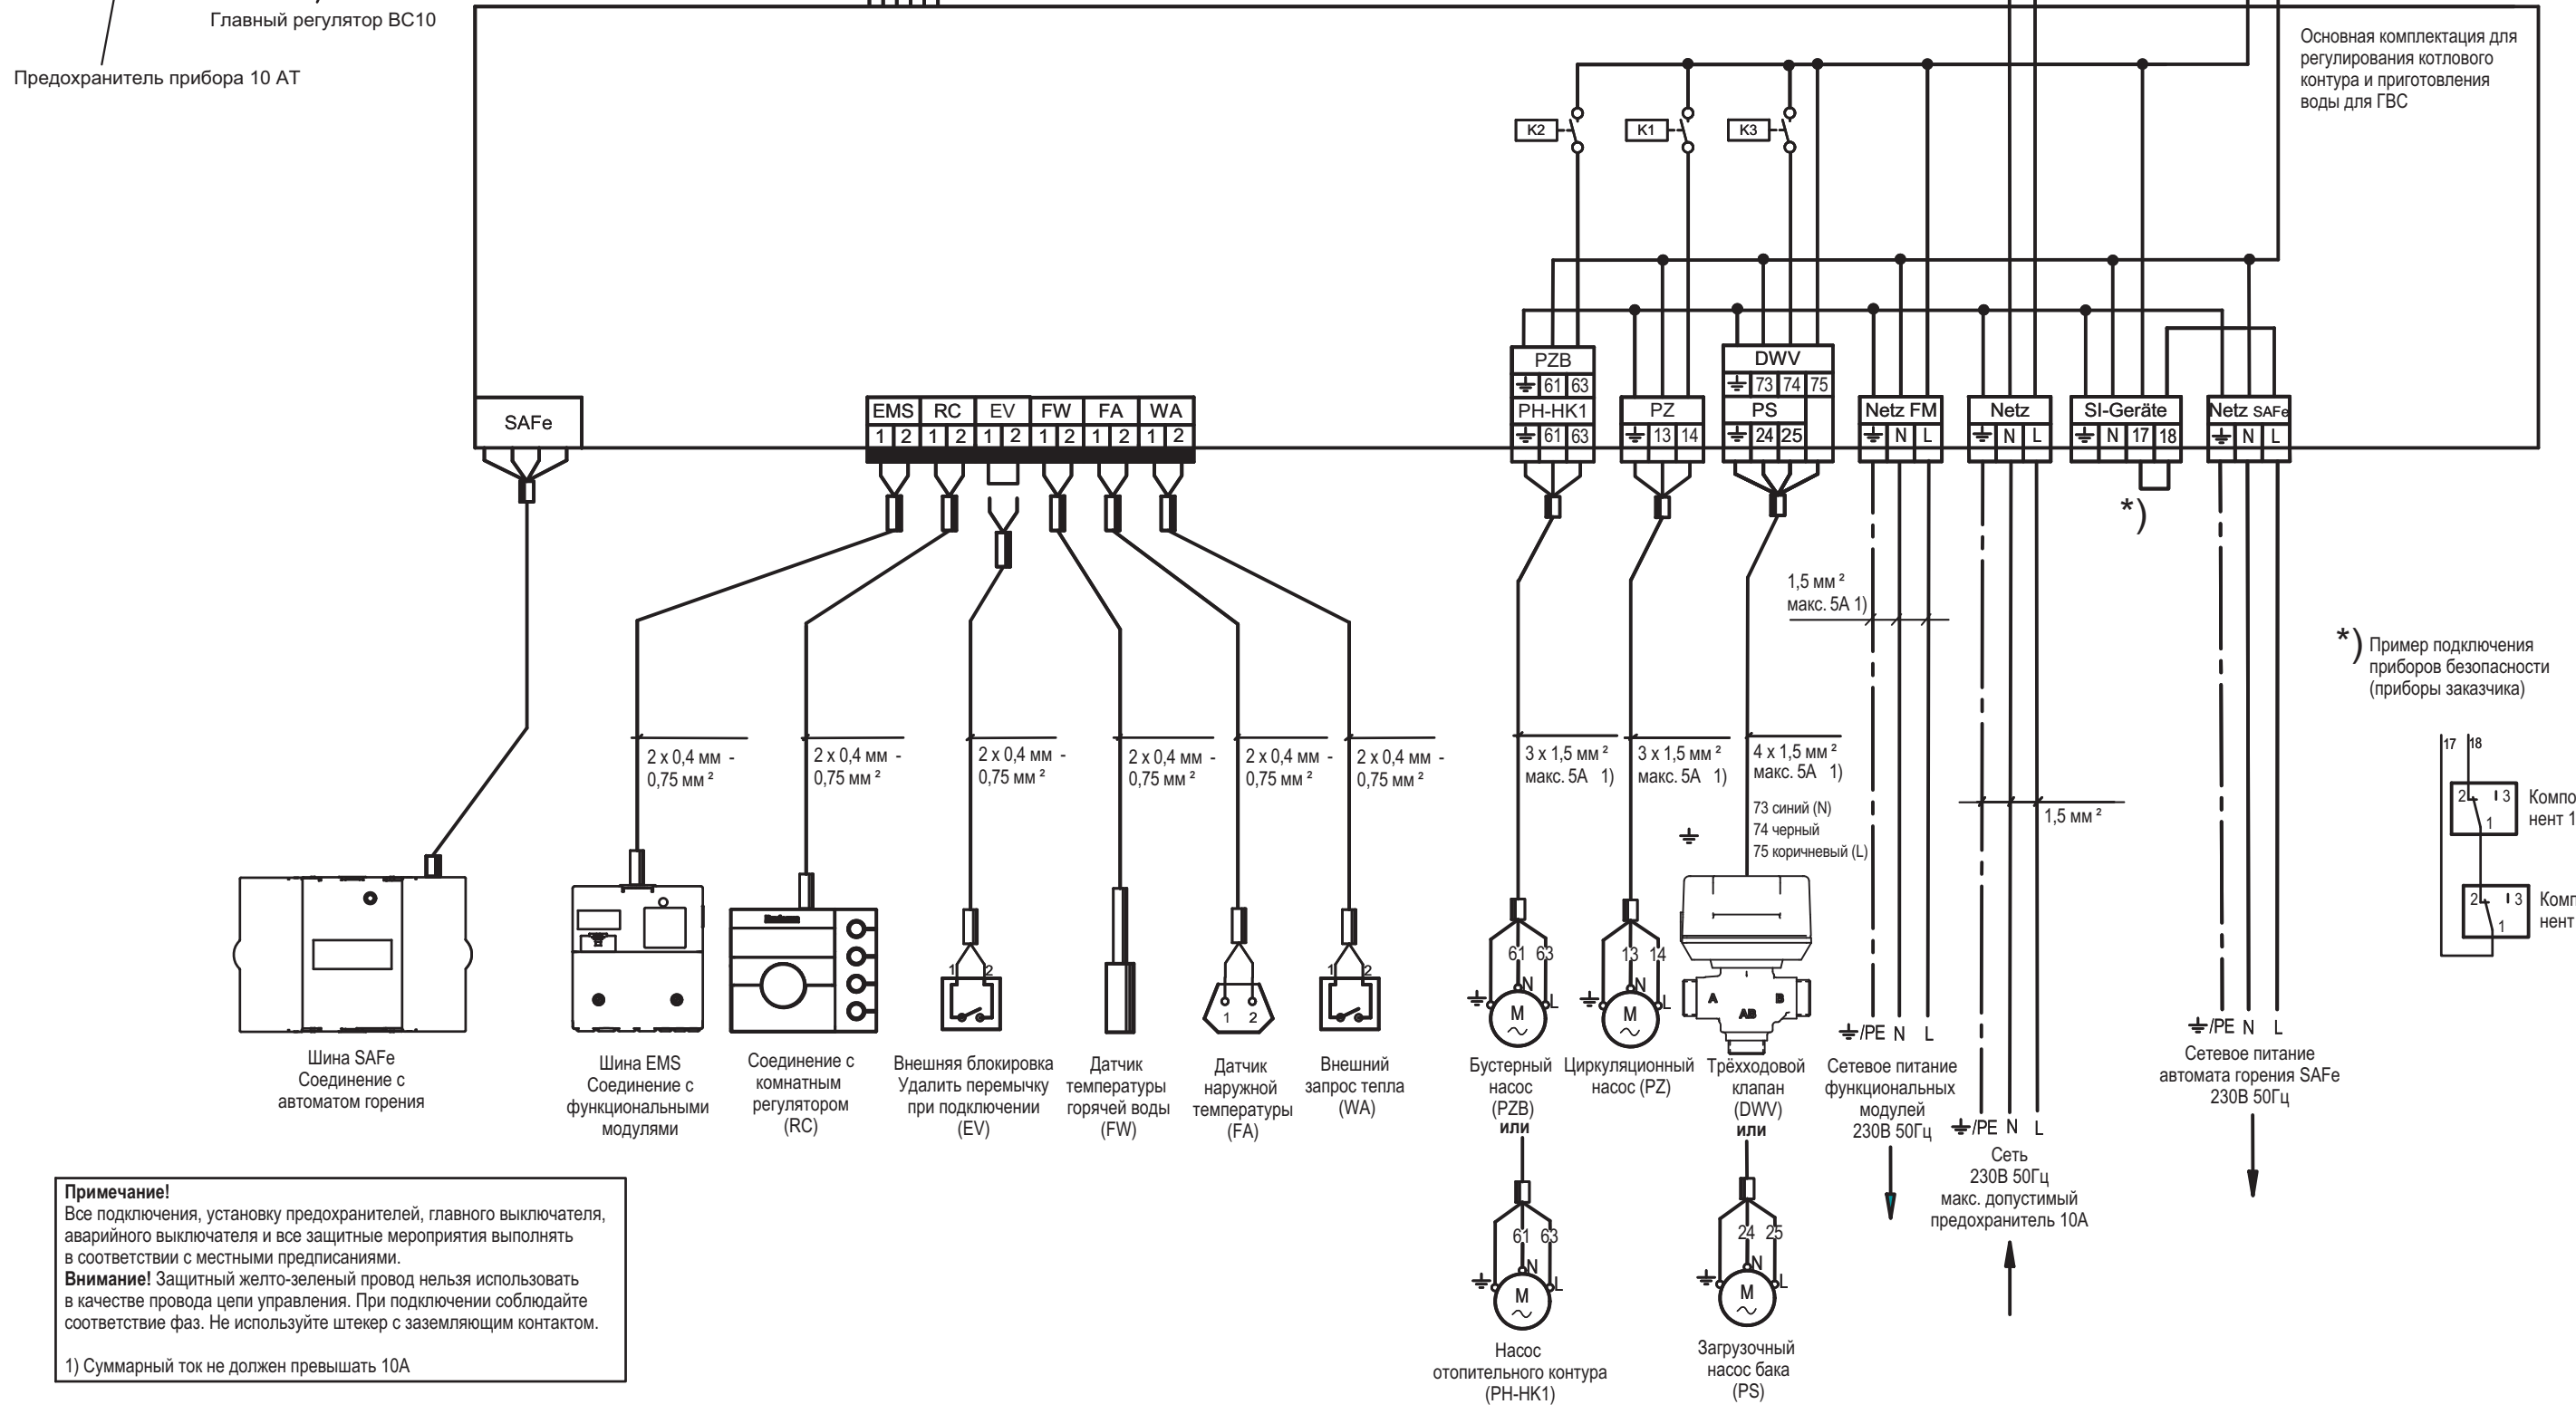 Главный регулятор BC10
Предохранитель прибора 10 АТ
Основная комплектация для
регулирования котлового
контура и приготовления
воды для ГВС
K2
K1
K3
SAFe
EMS RC EV FW FA WA
1 2 1 2 1 2 1 2 1 2 1 2
PZB
61 63
PH-HK1
61 63
PZ
13 14
DWV
73 74 75
PS
24 25
Netz FM
N L
Netz
N L
SI-Geräte
N 17 18
Netz SAFe
N L
*)
1,5 мм ²
макс. 5А 1)
*) Пример подключения
приборов безопасности
(приборы заказчика)
17 18
2 3
1
Компо
нент 1
2 3
1
Комп
нент
2 x 0,4 мм -
0,75 мм ²
2 x 0,4 мм -
0,75 мм ²
2 x 0,4 мм -
0,75 мм ²
2 x 0,4 мм -
0,75 мм ²
2 x 0,4 мм -
0,75 мм ²
2 x 0,4 мм -
0,75 мм ²
3 x 1,5 мм ²
макс. 5А 1)
3 x 1,5 мм ²
макс. 5А 1)
4 x 1,5 мм ²
макс. 5А 1)
73 синий (N)
74 черный
75 коричневый (L)
1,5 мм ²
1 2
1 2
1 2
61 63
N
L
M
13 14
N
L
M
A B
AB
/PE N L
/PE N L
/PE N L
Шина SAFe
Соединение с
автоматом горения
Шина EMS
Соединение с
функциональными
модулями
Соединение с
комнатным
регулятором
(RC)
Внешняя блокировка
Удалить перемычку
при подключении
(EV)
Датчик
температуры
горячей воды
(FW)
Датчик
наружной
температуры
(FA)
Внешний
запрос тепла
(WA)
Бустерный
насос
(PZB)
или
Циркуляционный
насос (PZ)
Трёхходовой
клапан
(DWV)
или
Сетевое питание
функциональных
модулей
230В 50Гц
Сеть
230В 50Гц
макс. допустимый
предохранитель 10А
Сетевое питание
автомата горения SAFe
230В 50Гц
61 63
N
L
M
24 25
N
L
M
Насос
отопительного контура
(PH-HK1)
Загрузочный
насос бака
(PS)
Примечание!
Все подключения, установку предохранителей, главного выключателя,
аварийного выключателя и все защитные мероприятия выполнять
в соответствии с местными предписаниями.
Внимание! Защитный желто-зеленый провод нельзя использовать
в качестве провода цепи управления. При подключении соблюдайте
соответствие фаз. Не используйте штекер с заземляющим контактом.
1) Суммарный ток не должен превышать 10А